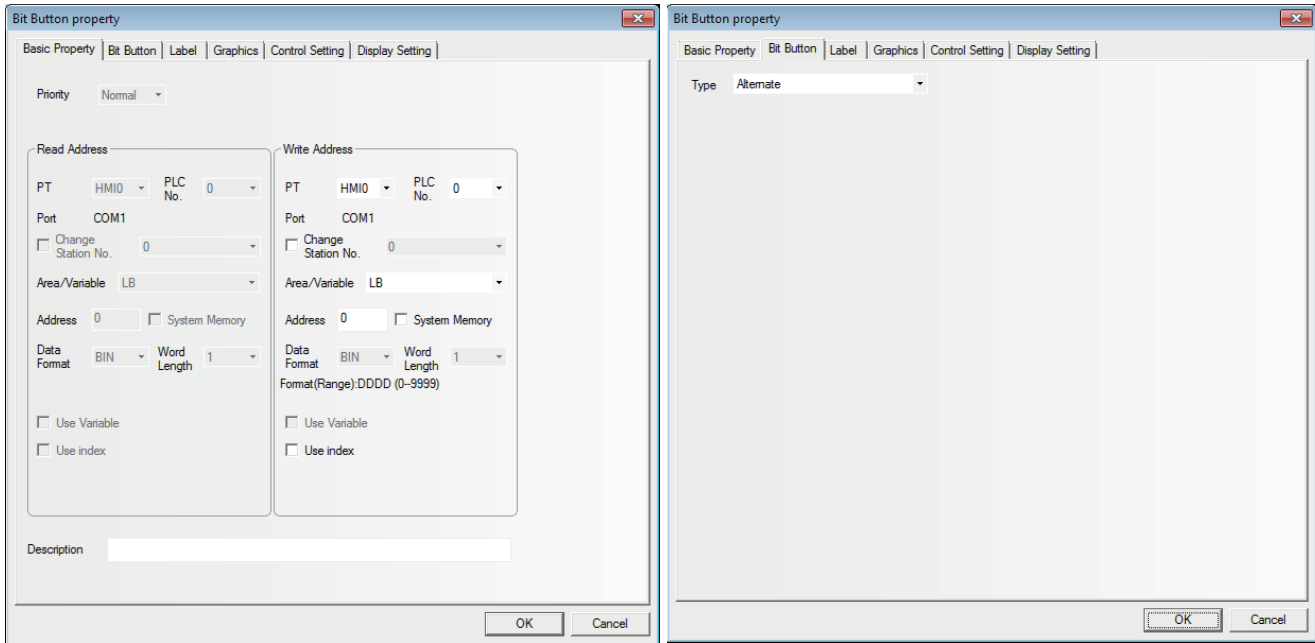 Bit Button property
Basic Property Bit Button Label Graphics Control Setting Display Setting
Priority Normal
Read Address
PT HMI0 PLC No. 0
Port COM1
Change Station No. 0
Area/Variable LB
Address 0 System Memory
Data Format BIN Word Length 1
Use Variable
Use index
Write Address
PT HMI0 PLC No. 0
Port COM1
Change Station No. 0
Area/Variable LB
Address 0 System Memory
Data Format BIN Word Length 1
Format(Range):DDDD (0--9999)
Use Variable
Use index
Description
OK Cancel
Bit Button property
Basic Property Bit Button Label Graphics Control Setting Display Setting
Type Alternate
OK Cancel